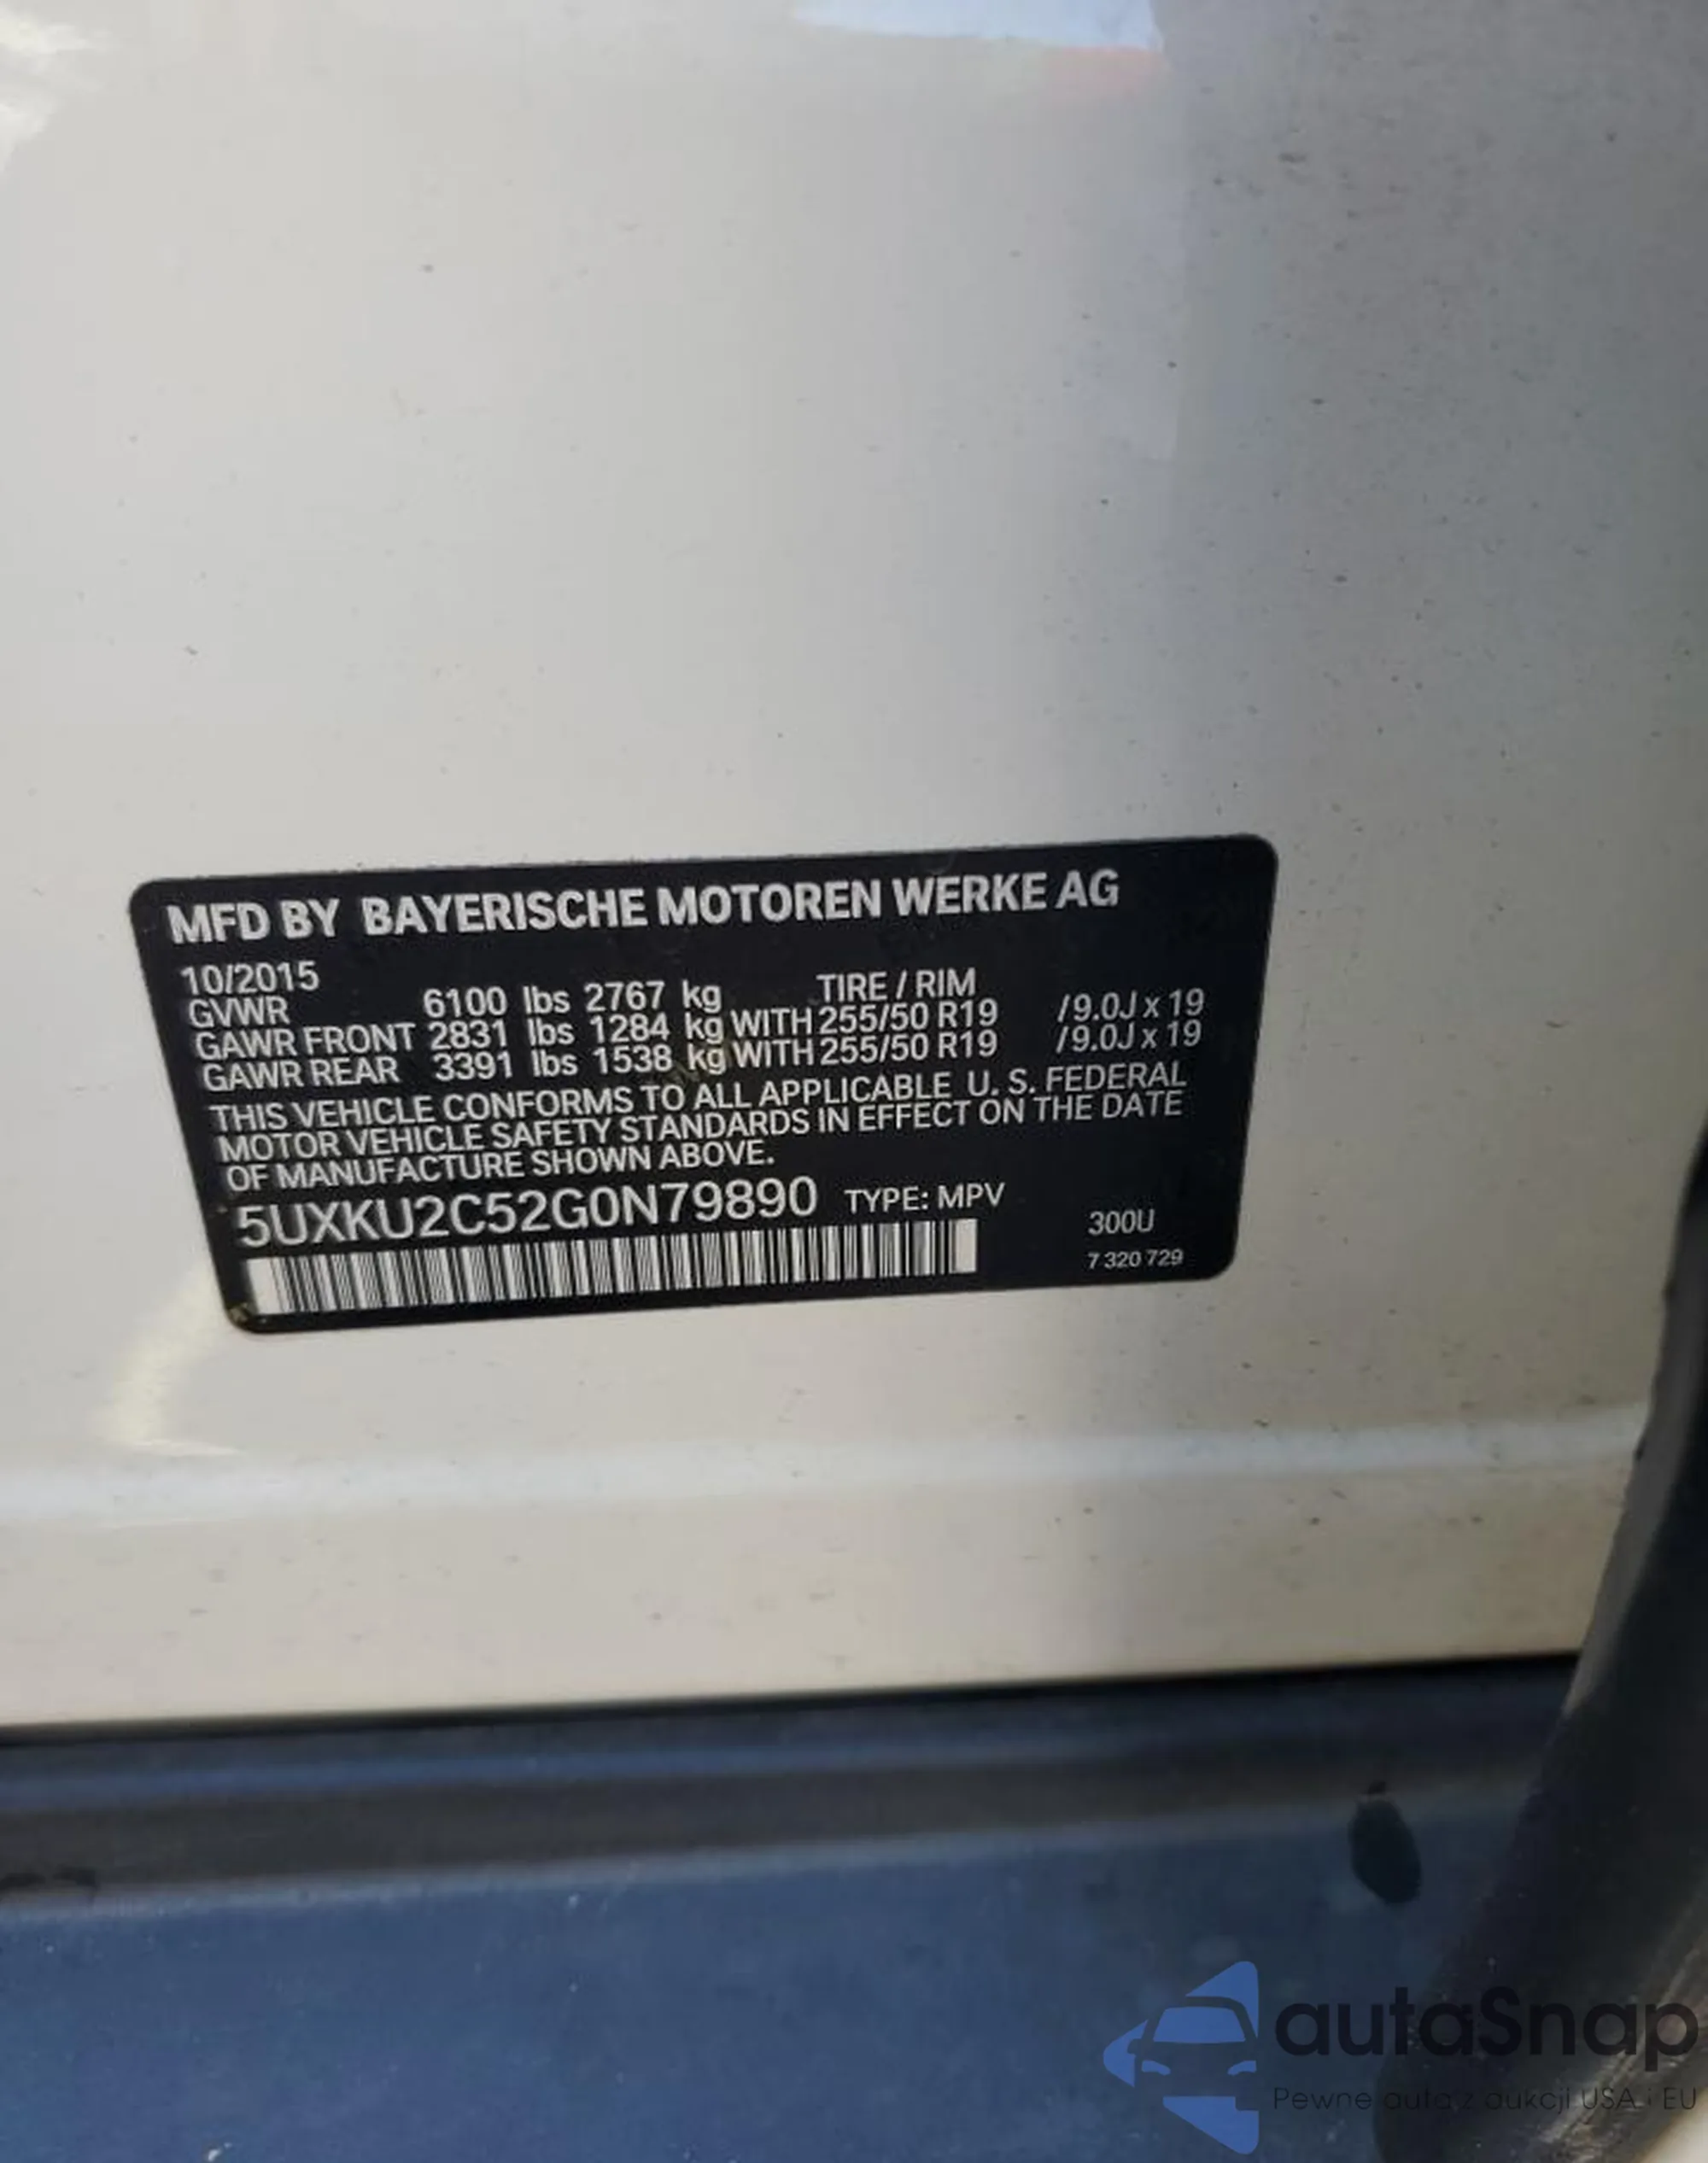 MFD BY BAYERISCHE MOTOREN WERKE AG
10/2015 TIRE / RIM
GVWR 6100 lbs 2767 kg
GAWR FRONT 2831 lbs 1284 kg WITH 255/50 R19 /9.0J x 19
GAWR REAR 3391 lbs 1538 kg WITH 255/50 R19 /9.0J x 19
THIS VEHICLE CONFORMS TO ALL APPLICABLE U. S. FEDERAL
MOTOR VEHICLE SAFETY STANDARDS IN EFFECT ON THE DATE
OF MANUFACTURE SHOWN ABOVE.
5UXKU2C52G0N79890 TYPE: MPV
300U
7 320 729
autaSnap
Pewne auta z aukcji USA i EU